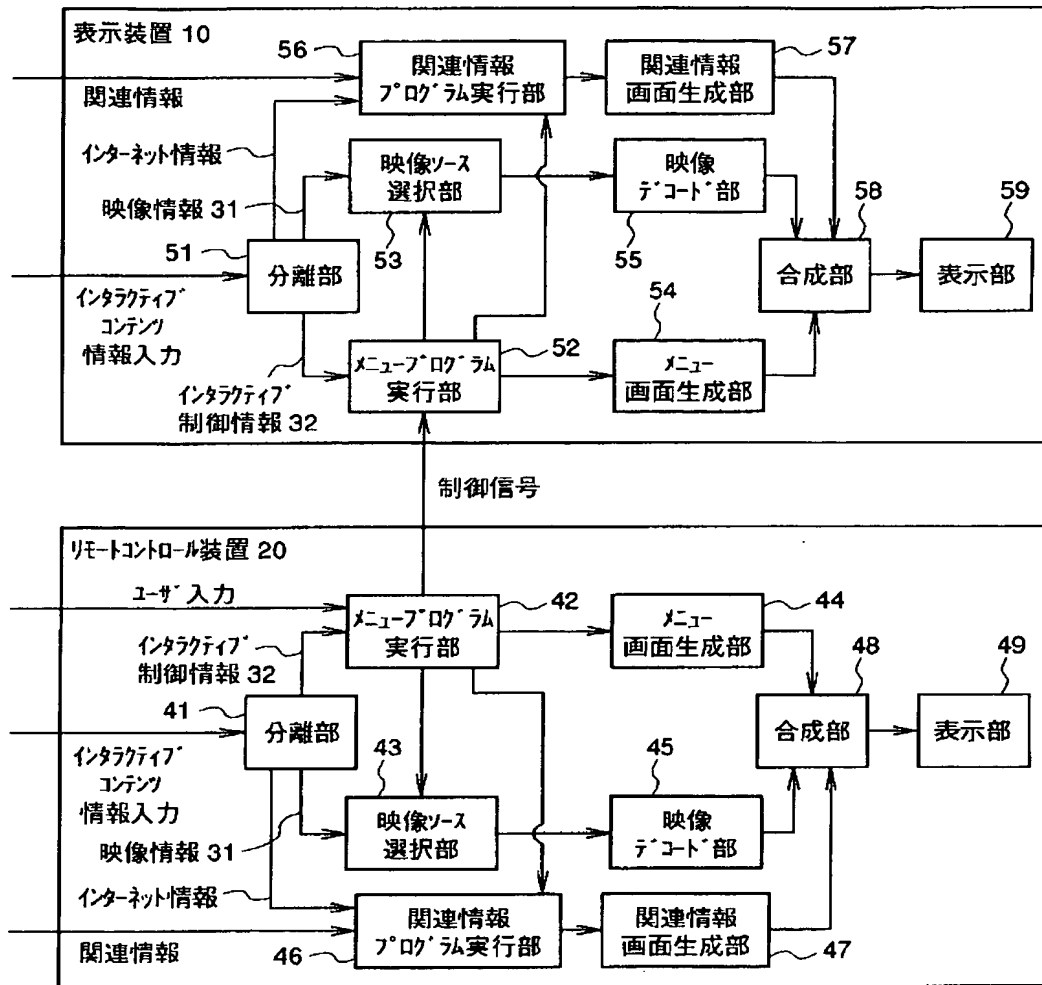 表示装置 10
56
関連情報
プログラム実行部
57
関連情報
画面生成部
関連情報
インターネット情報
映像情報 31
映像ソース
選択部
53
映像
デコード部
55
58
合成部
59
表示部
51
分離部
インタラクティブ
コンテンツ
情報入力
52
メニュープログラム
実行部
54
メニュー
画面生成部
インタラクティブ
制御情報 32
制御信号
リモートコントロール装置 20
ユーザ入力
42
メニュープログラム
実行部
44
メニュー
画面生成部
インタラクティブ
制御情報 32
41
分離部
48
合成部
49
表示部
インタラクティブ
コンテンツ
情報入力
43
映像ソース
選択部
45
映像
デコード部
映像情報 31
インターネット情報
関連情報
46
関連情報
プログラム実行部
関連情報
画面生成部
47